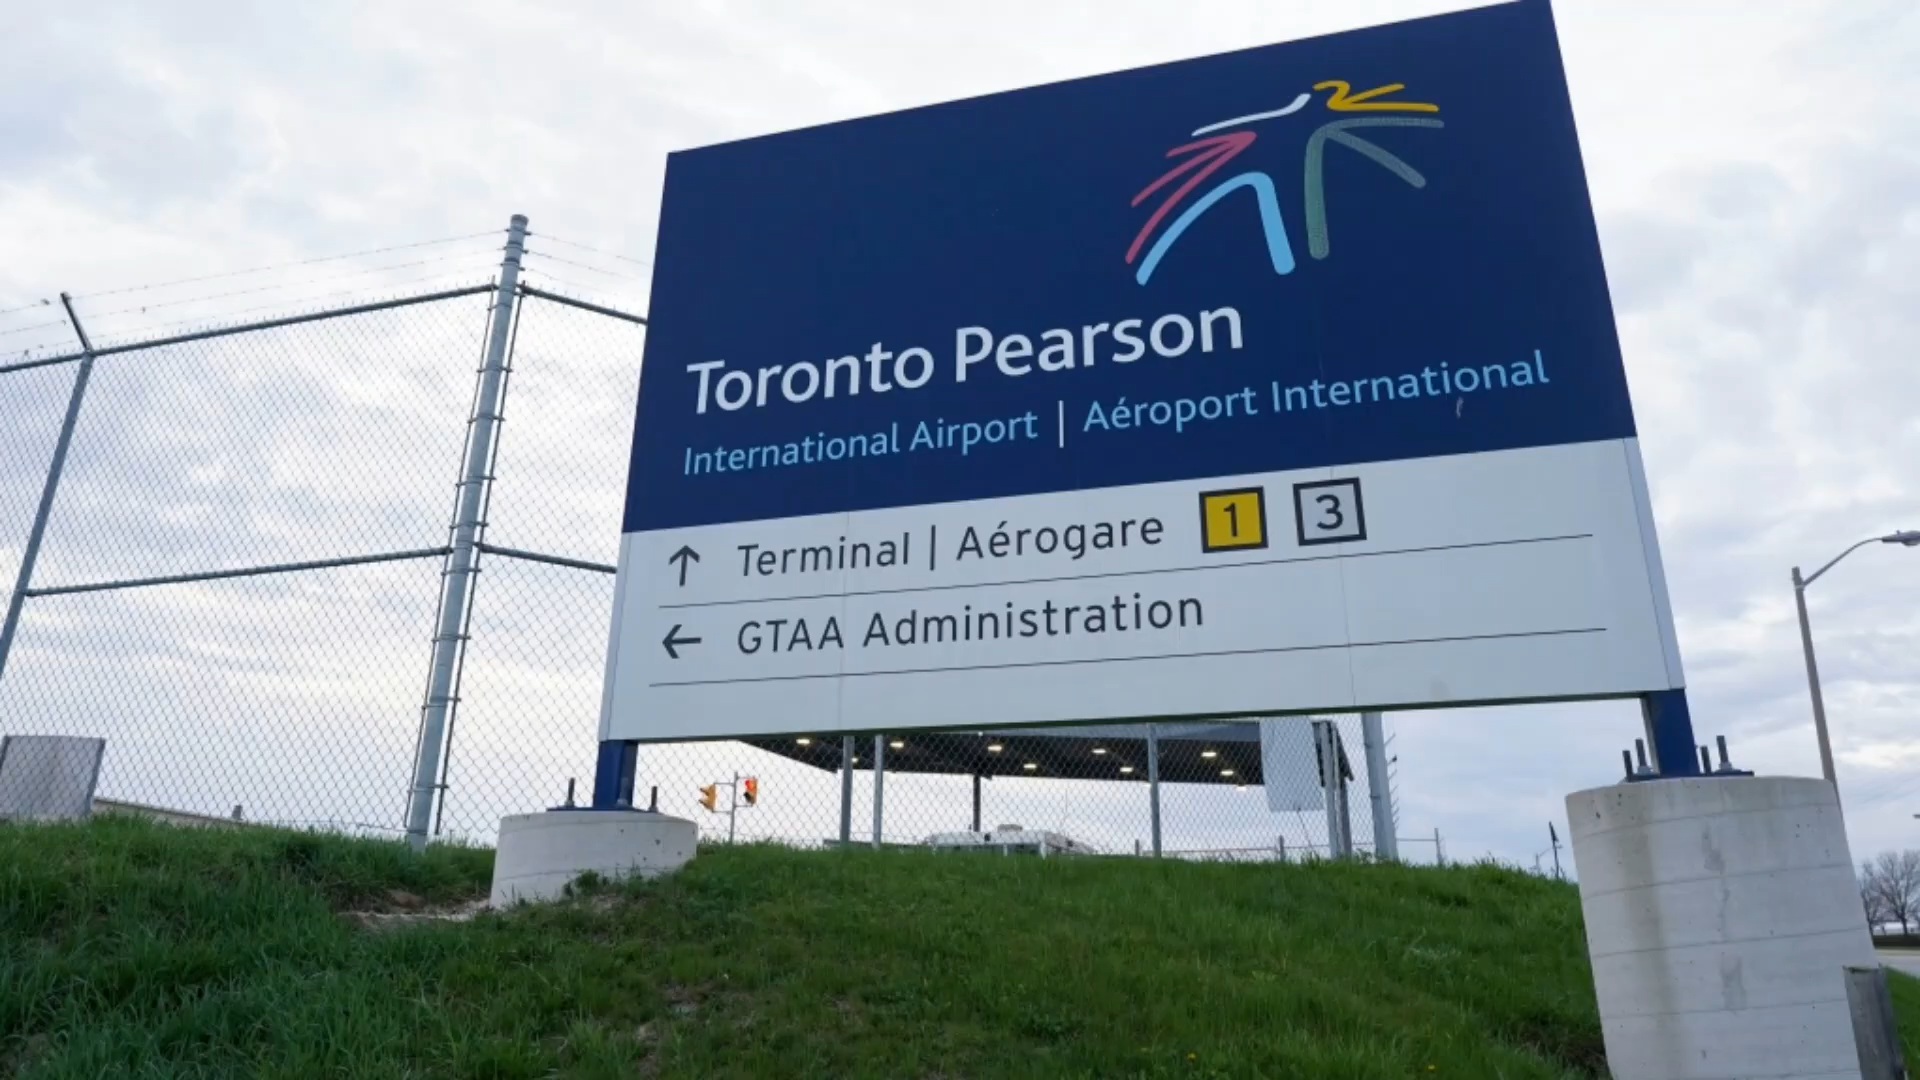 Toronto Pearson
International Airport | Aéroport International
↑ Terminal | Aérogare 1 3
← GTAA Administration